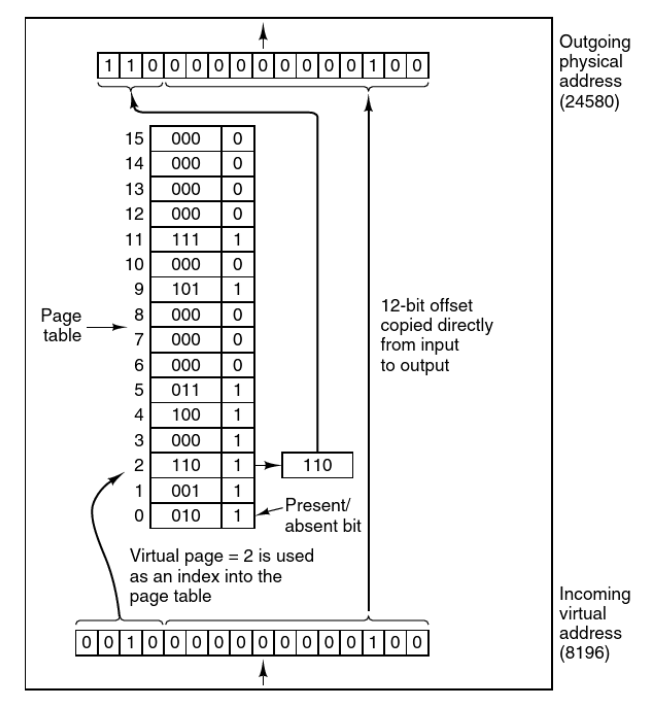 1 1 0 0 0 0 0 0 0 0 0 0 1 0 0
Outgoing
physical
address
(24580)
15 000 0
14 000 0
13 000 0
12 000 0
11 111 1
10 000 0
9 101 1
8 000 0
7 000 0
6 000 0
5 011 1
4 100 1
3 000 1
2 110 1 110
1 001 1
0 010 1
Page
table
12-bit offset
copied directly
from input
to output
Present/
absent bit
Virtual page = 2 is used
as an index into the
page table
0 0 1 0 0 0 0 0 0 0 0 0 0 1 0 0
Incoming
virtual
address
(8196)